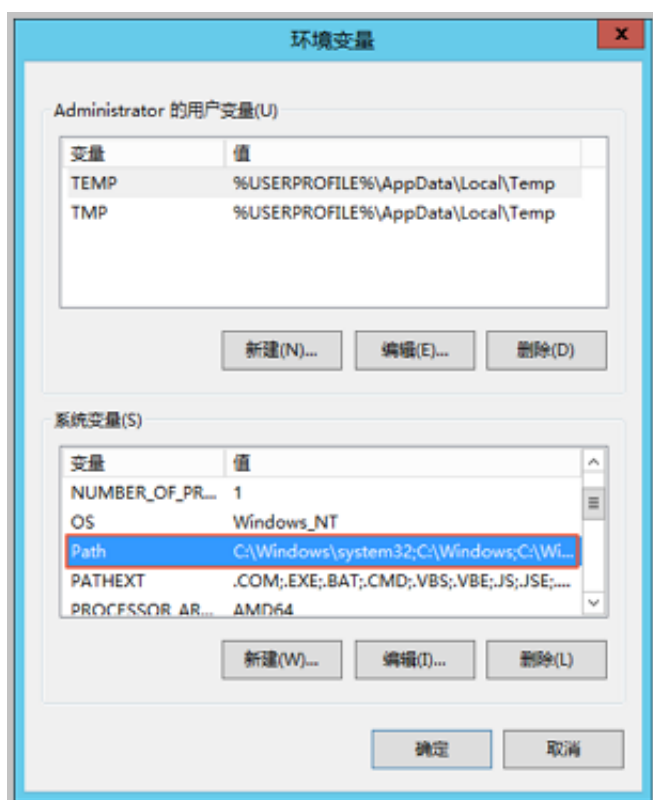 环境变量
x
Administrator 的用户变量(U)
变量 值
TEMP %USERPROFILE%\AppData\Local\Temp
TMP %USERPROFILE%\AppData\Local\Temp
新建(N)... 编辑(E)... 删除(D)
系统变量(S)
变量 值
NUMBER_OF_PR... 1
OS Windows_NT
Path C:\Windows\system32;C:\Windows;C:\Wi...
PATHEXT .COM;.EXE;.BAT;.CMD;.VBS;.VBE;.JS;.JSE;....
PROCESSOR_AR... AMD64
新建(W)... 编辑(I)... 删除(L)
确定 取消